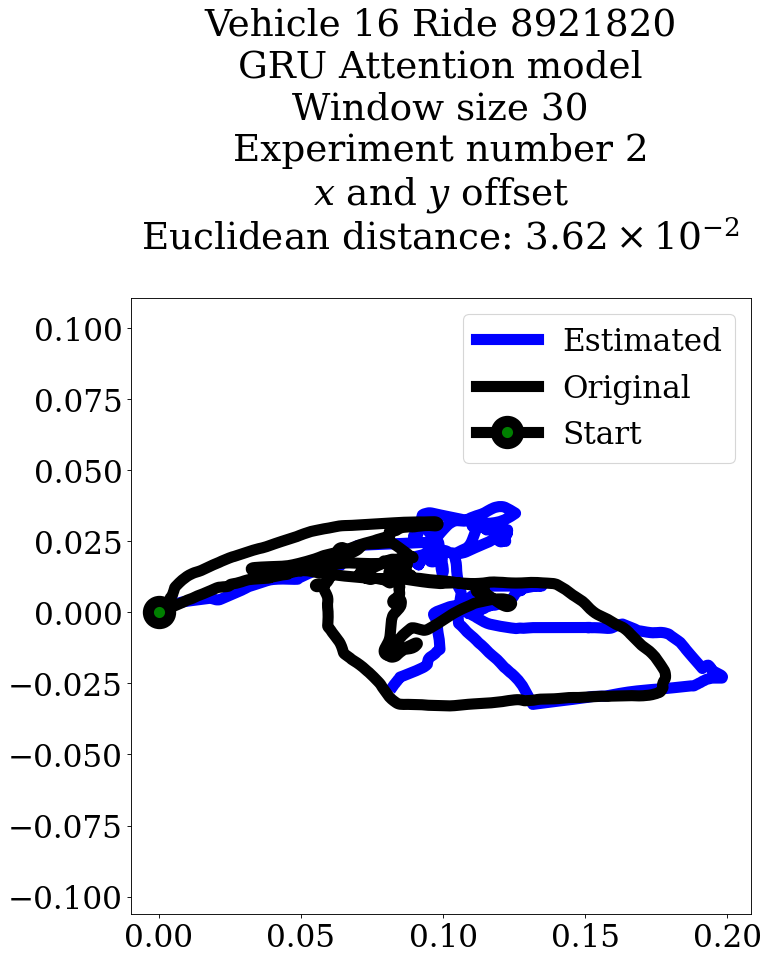 Vehicle 16 Ride 8921820
GRU Attention model
Window size 30
Experiment number 2
x and y offset
Euclidean distance: 3.62 × 10⁻²
Estimated
Original
Start
0.100
0.075
0.050
0.025
0.000
−0.025
−0.050
−0.075
−0.100
0.00 0.05 0.10 0.15 0.20